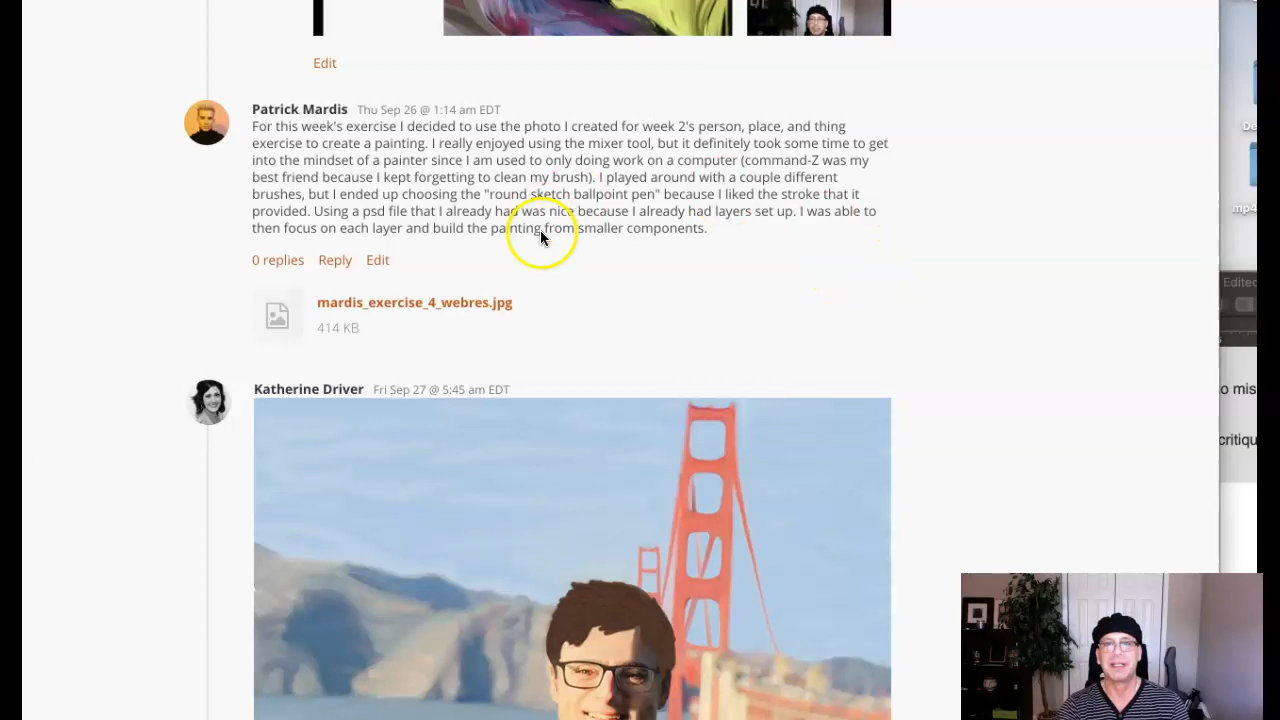 Edit
Patrick Mardis Thu Sep 26 @ 1:14 am EDT
For this week's exercise I decided to use the photo I created for week 2's person, place, and thing
exercise to create a painting. I really enjoyed using the mixer tool, but it definitely took some time to get
into the mindset of a painter since I am used to only doing work on a computer (command-Z was my
best friend because I kept forgetting to clean my brush). I played around with a couple different
brushes, but I ended up choosing the "round sketch ballpoint pen" because I liked the stroke that it
provided. Using a psd file that I already had was nice because I already had layers set up. I was able to
then focus on each layer and build the painting from smaller components.
0 replies Reply Edit
mardis_exercise_4_webres.jpg
414 KB
Katherine Driver Fri Sep 27 @ 5:45 am EDT
De
.mp4
Edited
o mis
critiqu